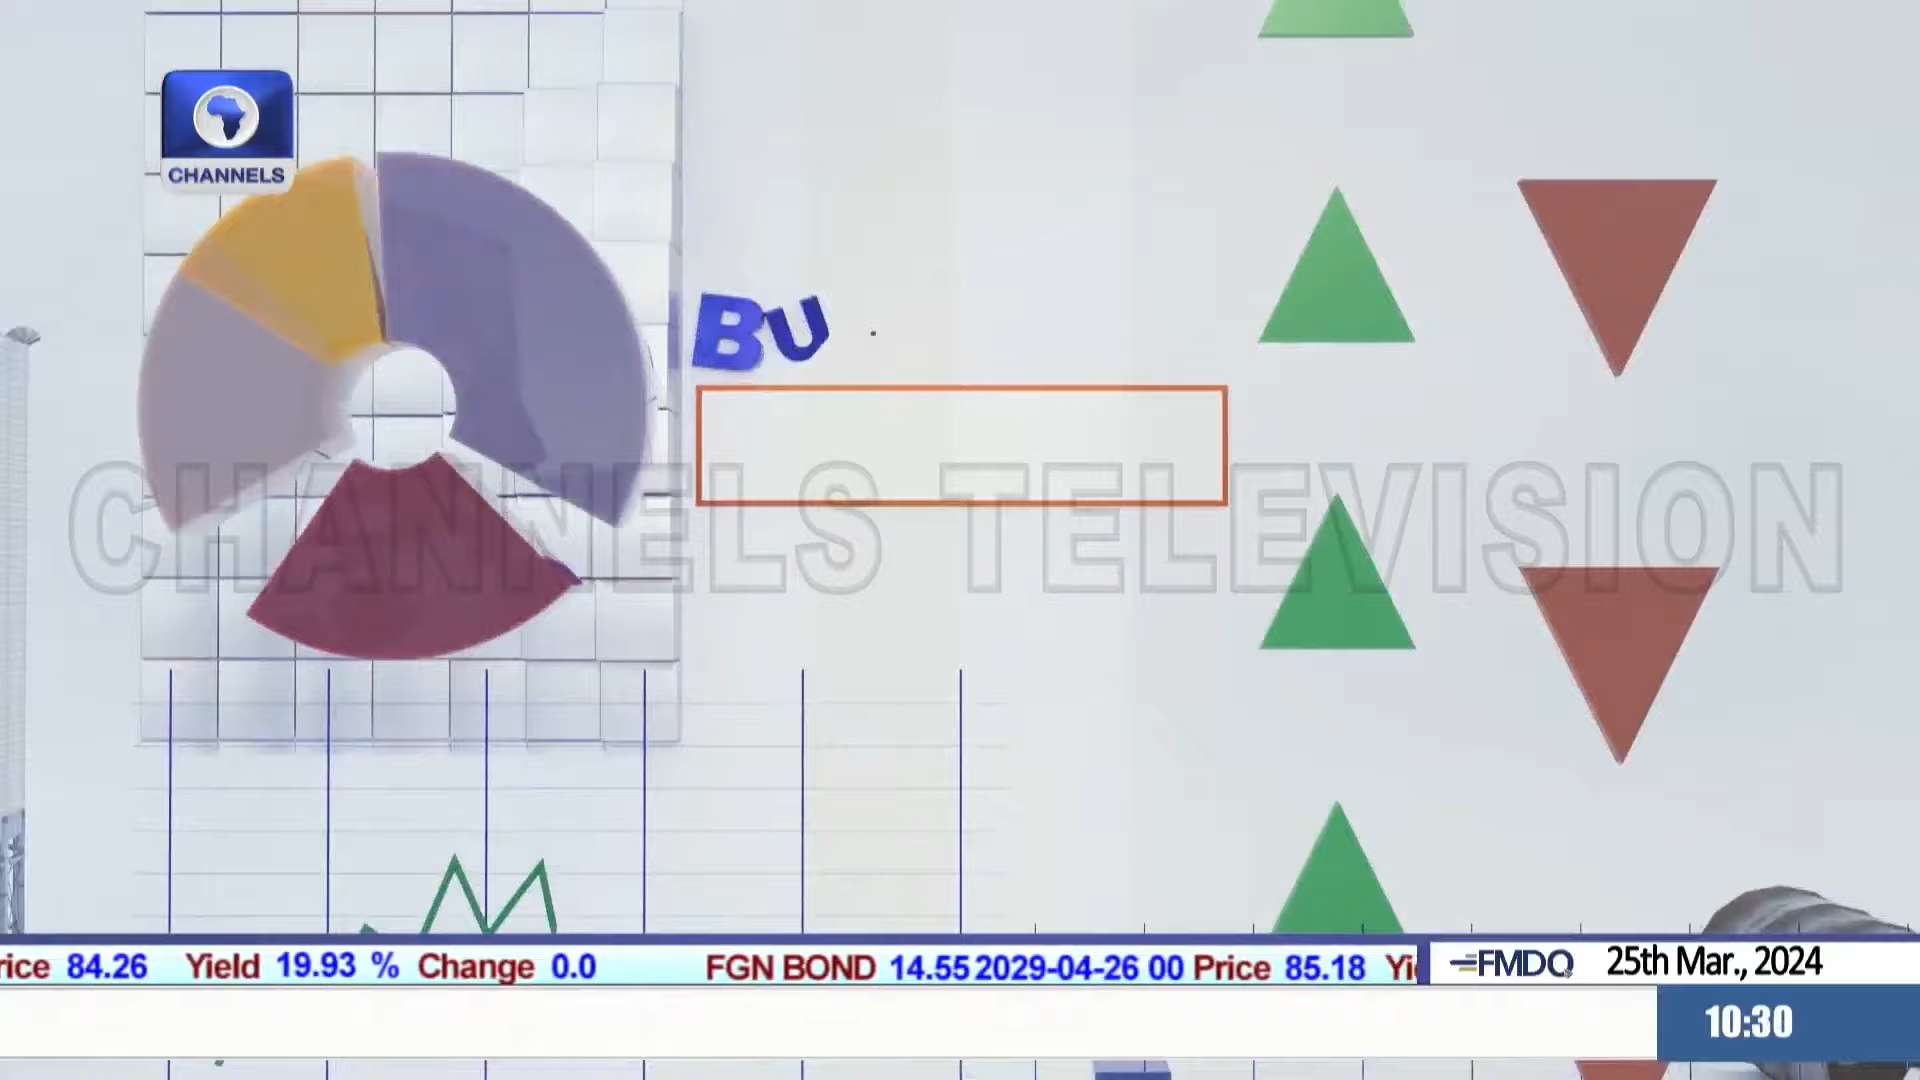 CHANNELS
BU
CHANNELS TELEVISION
rice 84.26 Yield 19.93 % Change 0.0 FGN BOND 14.55 2029-04-26 00 Price 85.18 Yi
FMDQ 25th Mar., 2024
10:30